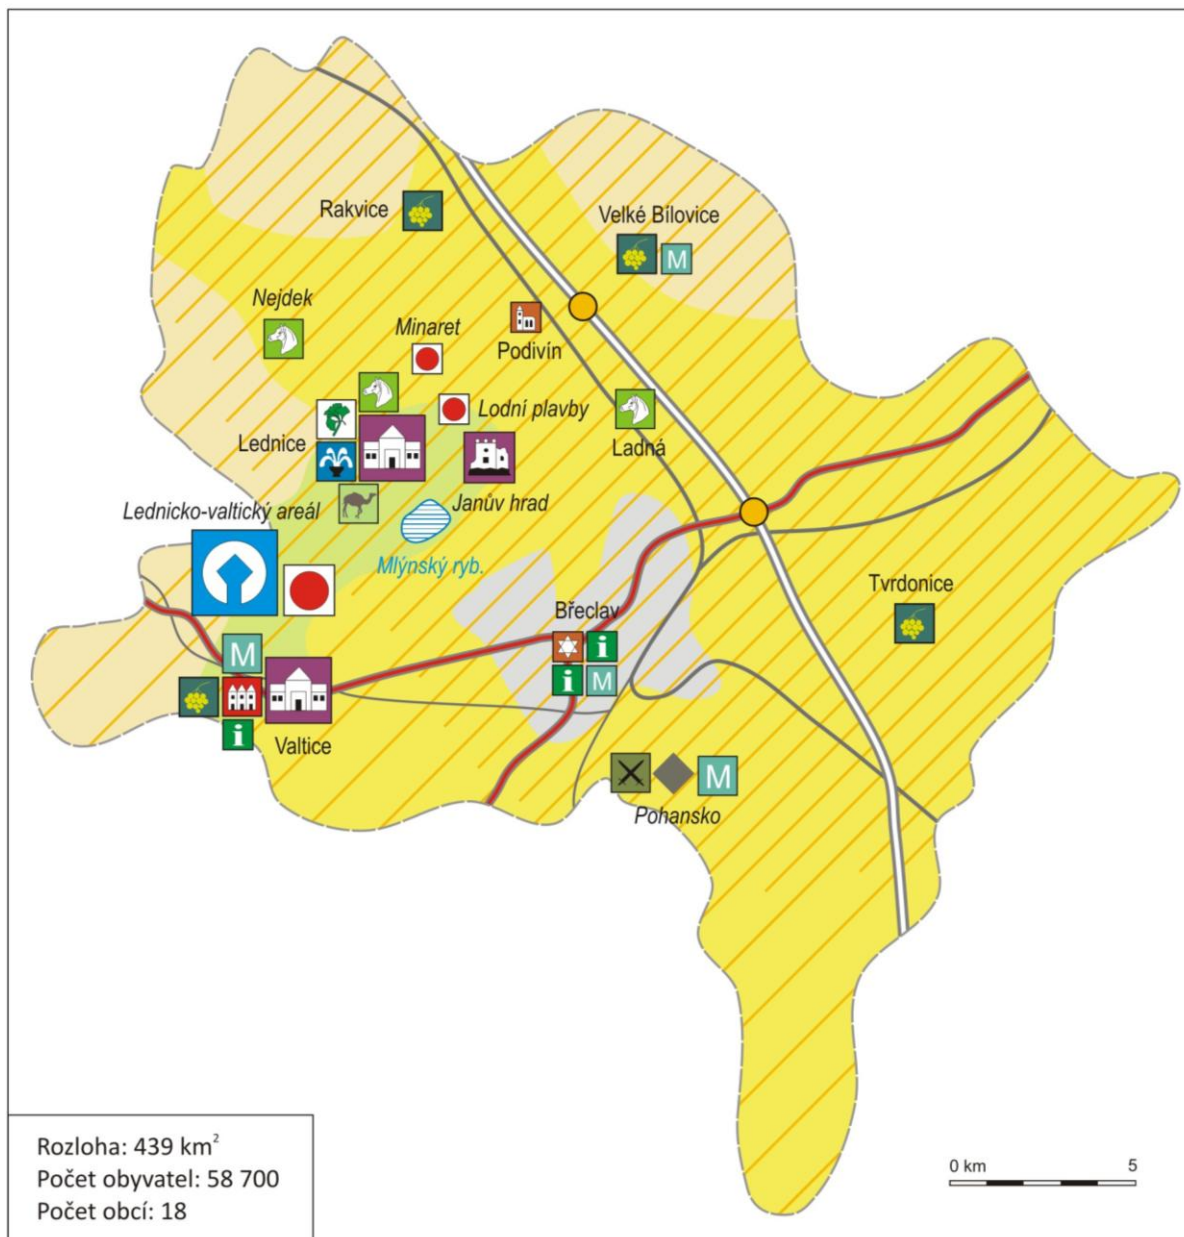 Rakvice
Velké Bílovice
M
Nejdek
Minaret
Podivín
Lodní plavby
Ladná
Lednice
Janův hrad
Lednicko-valtický areál
Mlýnský ryb.
Tvrdonice
Břeclav
i
i M
M
i
Valtice
M
Pohansko
Rozloha: 439 km²
Počet obyvatel: 58 700
Počet obcí: 18
0 km 5